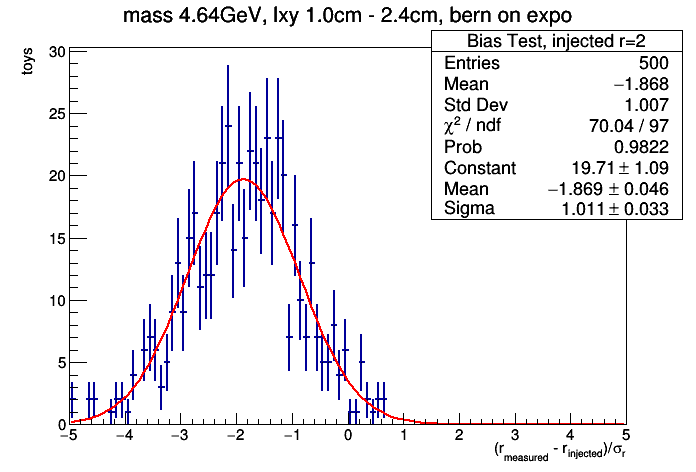 mass 4.64GeV, lxy 1.0cm - 2.4cm, bern on expo
Bias Test, injected r=2
Entries 500
Mean −1.868
Std Dev 1.007
χ² / ndf 70.04 / 97
Prob 0.9822
Constant 19.71 ± 1.09
Mean −1.869 ± 0.046
Sigma 1.011 ± 0.033
toys
30
25
20
15
10
5
0
−5 −4 −3 −2 −1 0 1 2 3 4 5
(r_measured - r_injected)/σ_r